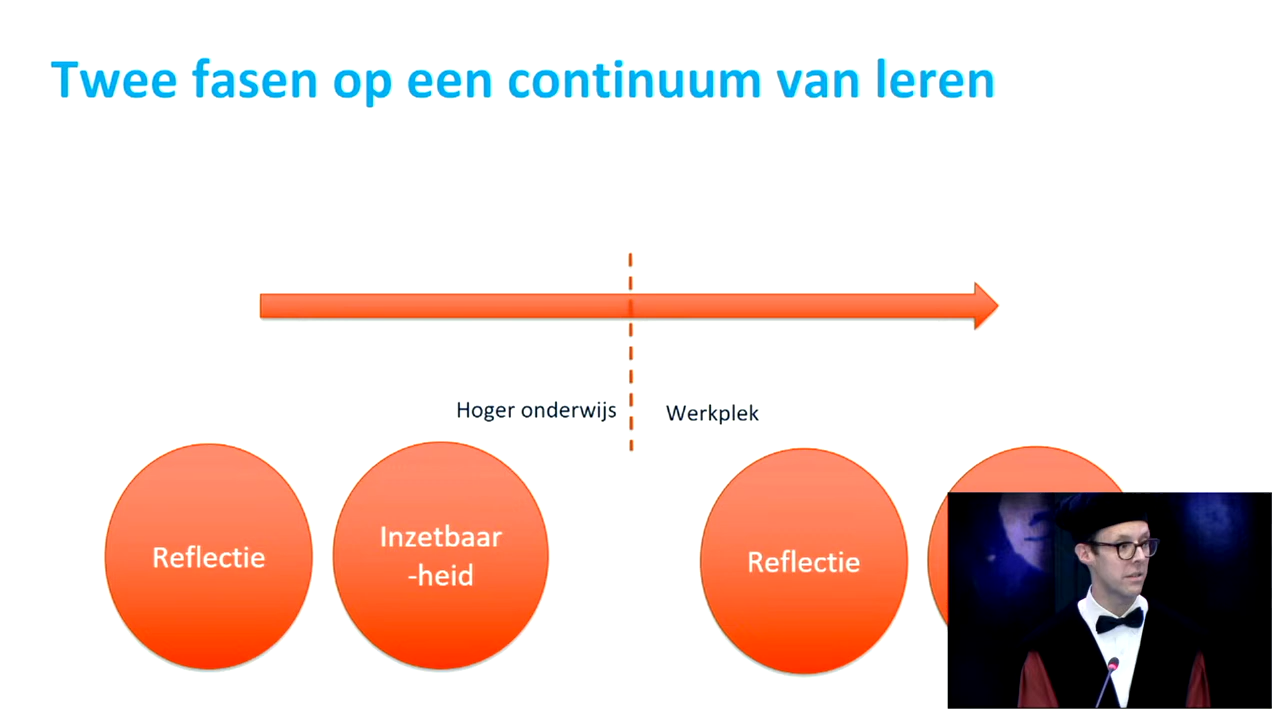 Twee fasen op een continuum van leren
Hoger onderwijs
Werkplek
Reflectie
Inzetbaar
-heid
Reflectie